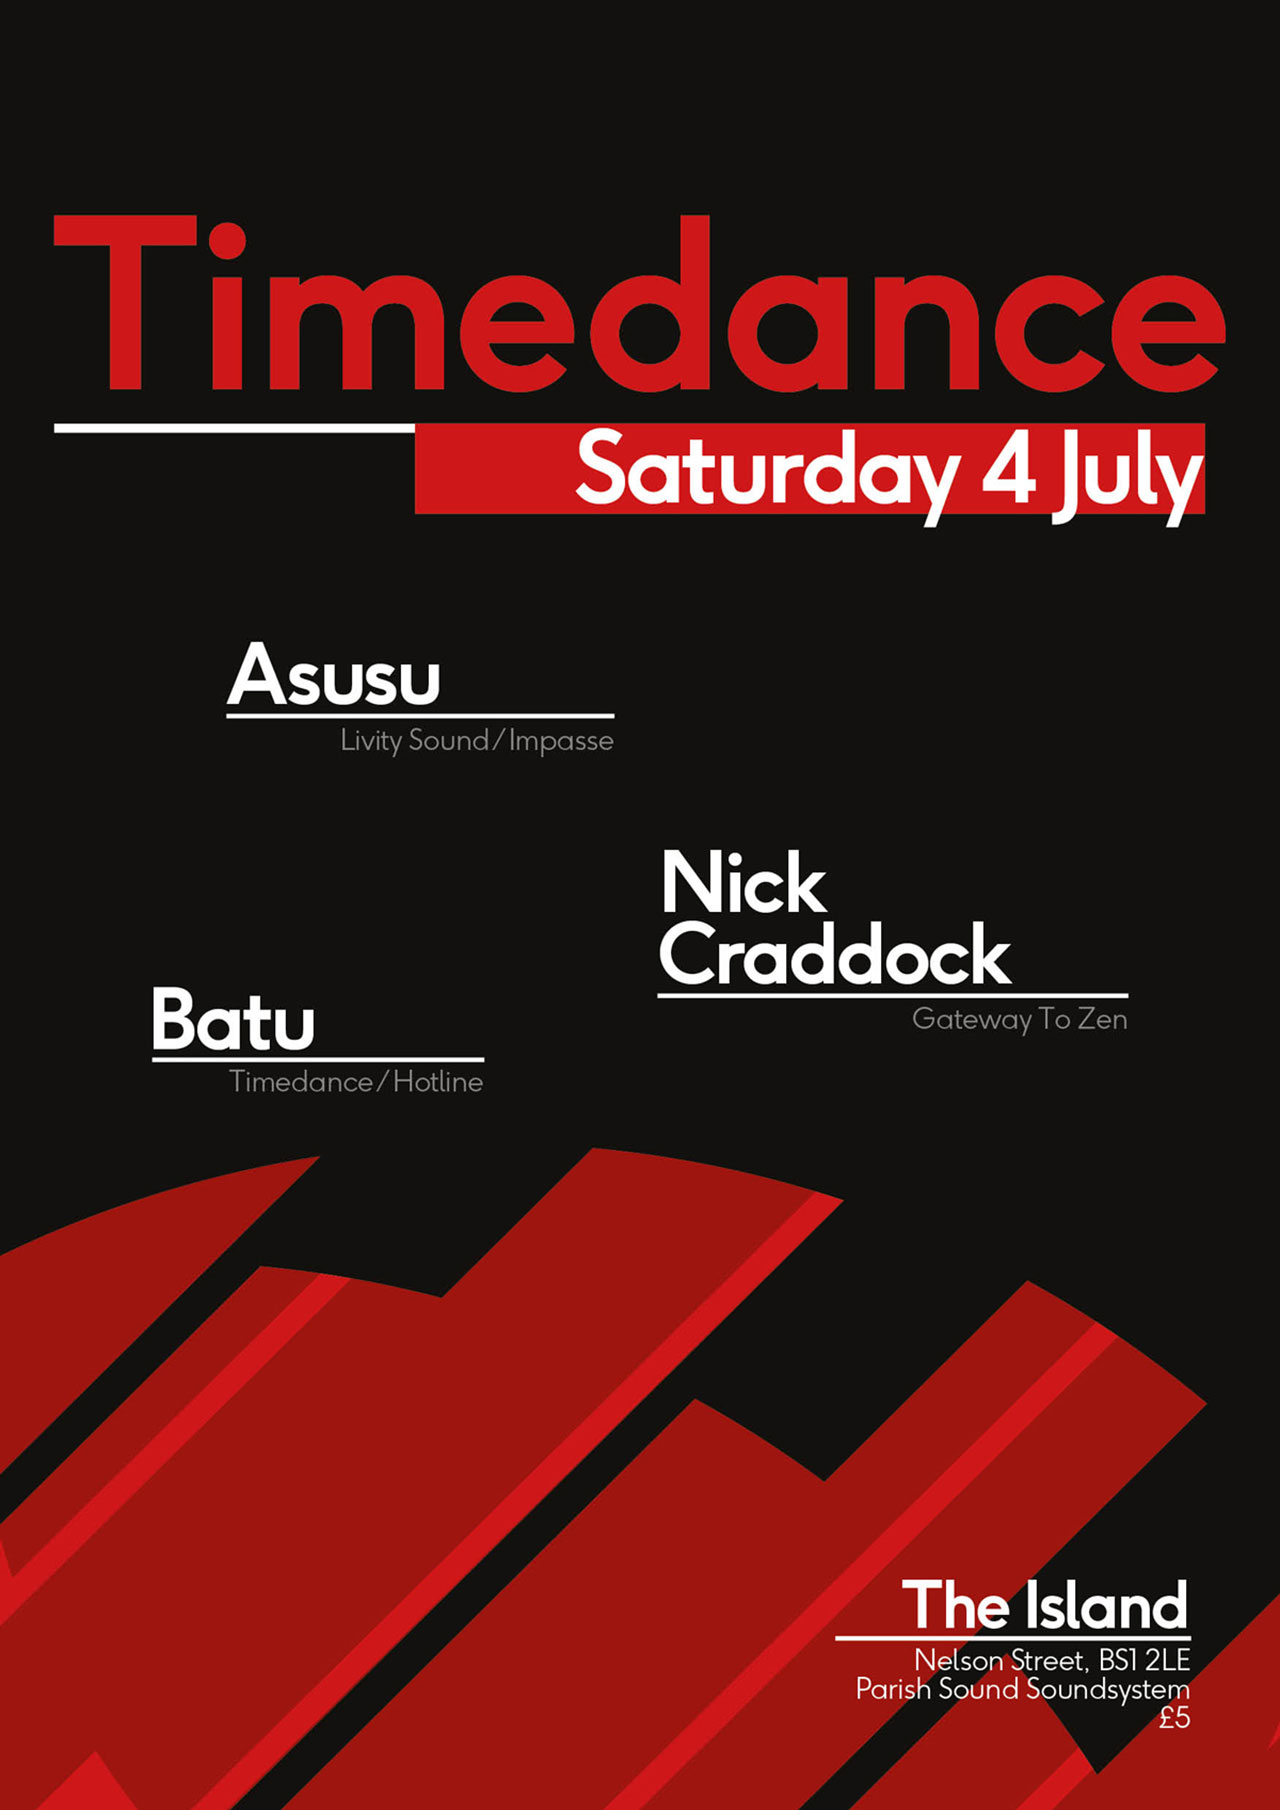 Timedance
Saturday 4 July
Asusu
Livity Sound/Impasse
Nick
Craddock
Gateway To Zen
Batu
Timedance/Hotline
The Island
Nelson Street, BS1 2LE
Parish Sound Soundsystem
£5